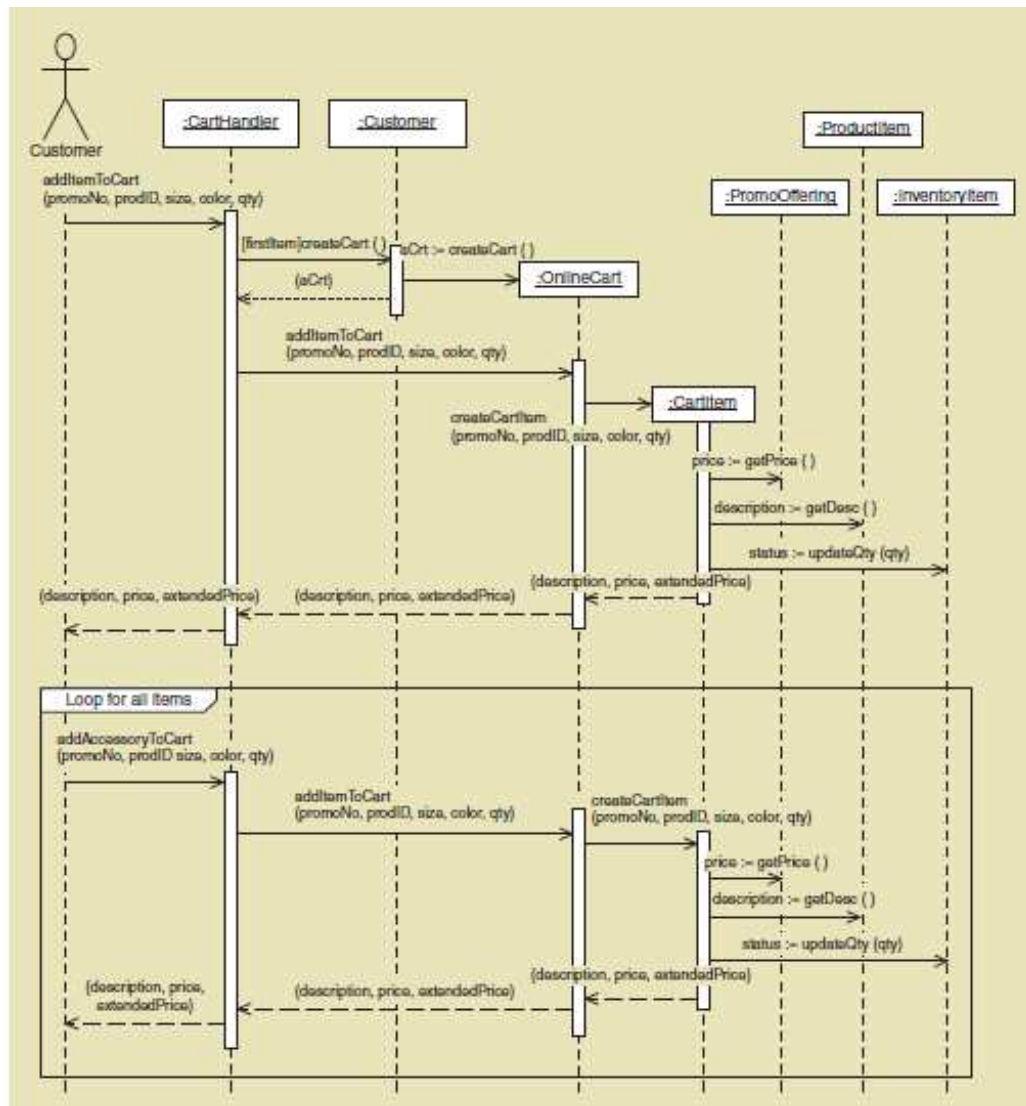 :CartHandler
:Customer
:ProductItem
Customer
addItemToCart
(promoNo, prodID, size, color, qty)
:PromoOffering
:InventoryItem
[firstItem]createCart ( )
aCrt := createCart ( )
(aCrt)
:OnlineCart
addItemToCart
(promoNo, prodID, size, color, qty)
:CartItem
createCartItem
(promoNo, prodID, size, color, qty)
price := getPrice ( )
description := getDesc ( )
status := updateQty (qty)
(description, price, extendedPrice)
(description, price, extendedPrice)
(description, price, extendedPrice)
Loop for all items
addAccessoryToCart
(promoNo, prodID size, color, qty)
addItemToCart
(promoNo, prodID, size, color, qty)
createCartItem
(promoNo, prodID, size, color, qty)
price := getPrice ( )
description := getDesc ( )
status := updateQty (qty)
(description, price, extendedPrice)
(description, price, extendedPrice)
(description, price,
extendedPrice)